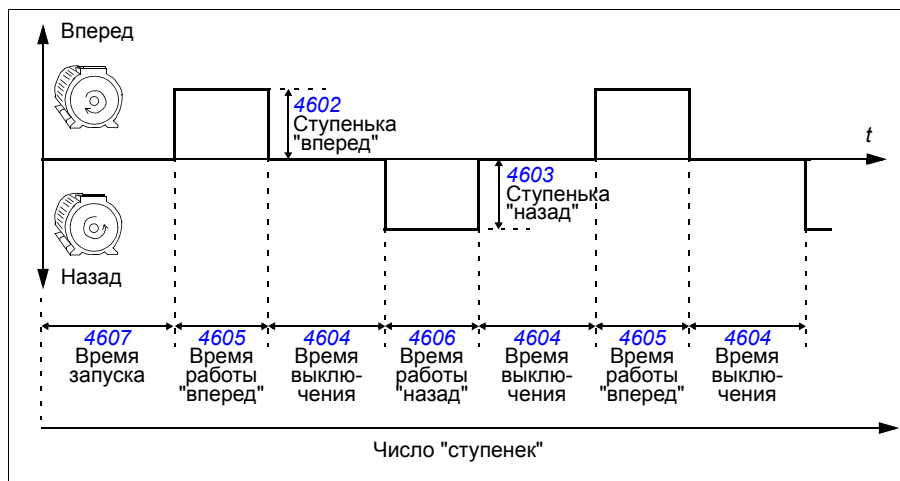 Вперед
4602
Ступенька
"вперед"
t
4603
Ступенька
"назад"
Назад
4607
Время
запуска
4605
Время
работы
"вперед"
4604
Время
выклю-
чения
4606
Время
работы
"назад"
4604
Время
выклю-
чения
4605
Время
работы
"вперед"
4604
Время
выклю-
чения
Число "ступенек"